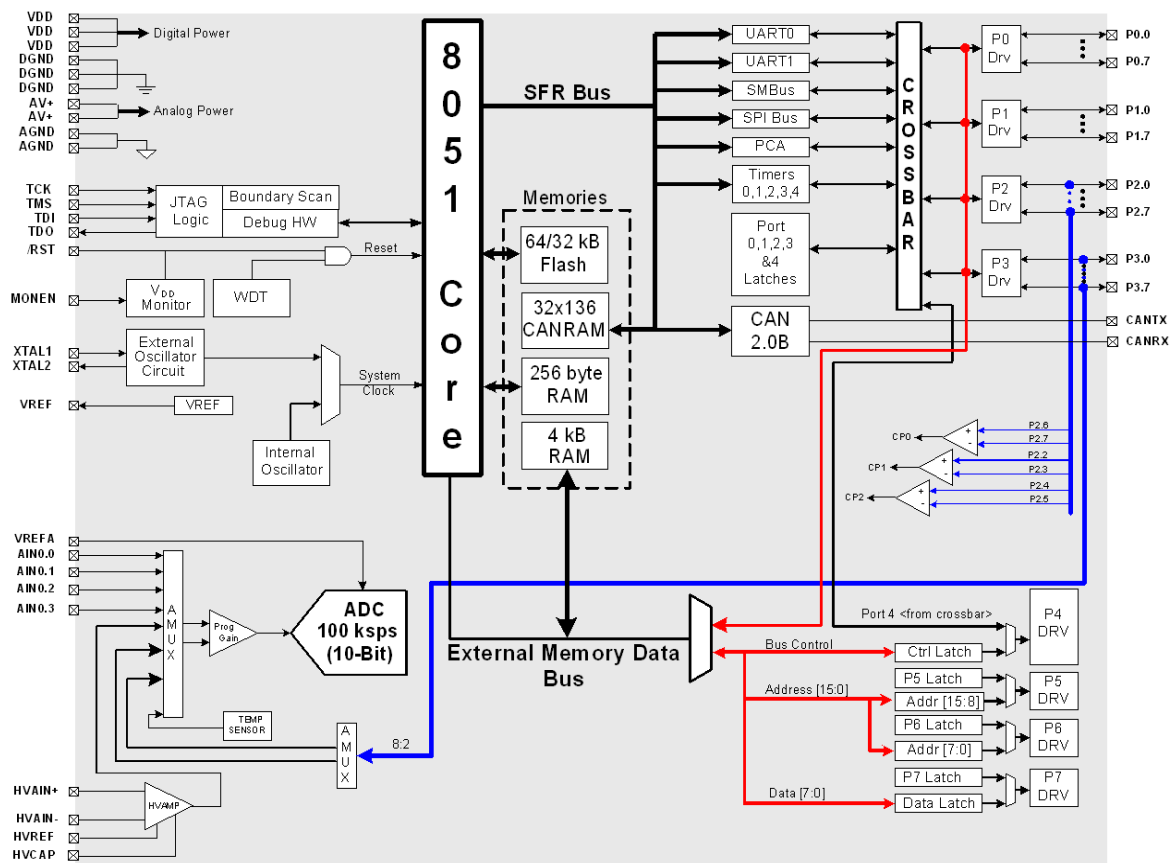 VDD
VDD
VDD
Digital Power
DGND
DGND
DGND
AV+
AV+
Analog Power
AGND
AGND
TCK
TMS
TDI
TDO
/RST
MONEN
XTAL1
XTAL2
VREF
JTAG
Logic
Boundary Scan
Debug HW
Reset
VDD
Monitor
WDT
External
Oscillator
Circuit
VREF
System
Clock
Internal
Oscillator
8051 Core
SFR Bus
Memories
64/32 kB
Flash
32x136
CANRAM
256 byte
RAM
4 kB
RAM
UART0
UART1
SMBus
SPI Bus
PCA
Timers
0,1,2,3,4
Port
0,1,2,3
&4
Latches
CAN
2.0B
CROSSBAR
P0
Drv
P1
Drv
P2
Drv
P3
Drv
P0.0
P0.7
P1.0
P1.7
P2.0
P2.7
P3.0
P3.7
CANTX
CANRX
CP0
+
-
P2.6
P2.7
CP1
+
-
P2.2
P2.3
CP2
+
-
P2.4
P2.5
VREFA
AIN0.0
AIN0.1
AIN0.2
AIN0.3
AMUX
Prog
Gain
ADC
100 ksps
(10-Bit)
TEMP
SENSOR
AMUX
8:2
HVAIN+
HVAIN-
HVREF
HVCAP
HVAMP
External Memory Data
Bus
Port 4 <from crossbar>
Bus Control
Ctrl Latch
P4
DRV
Address [15:0]
P5 Latch
Addr [15:8]
P5
DRV
P6 Latch
Addr [7:0]
P6
DRV
Data [7:0]
P7 Latch
Data Latch
P7
DRV